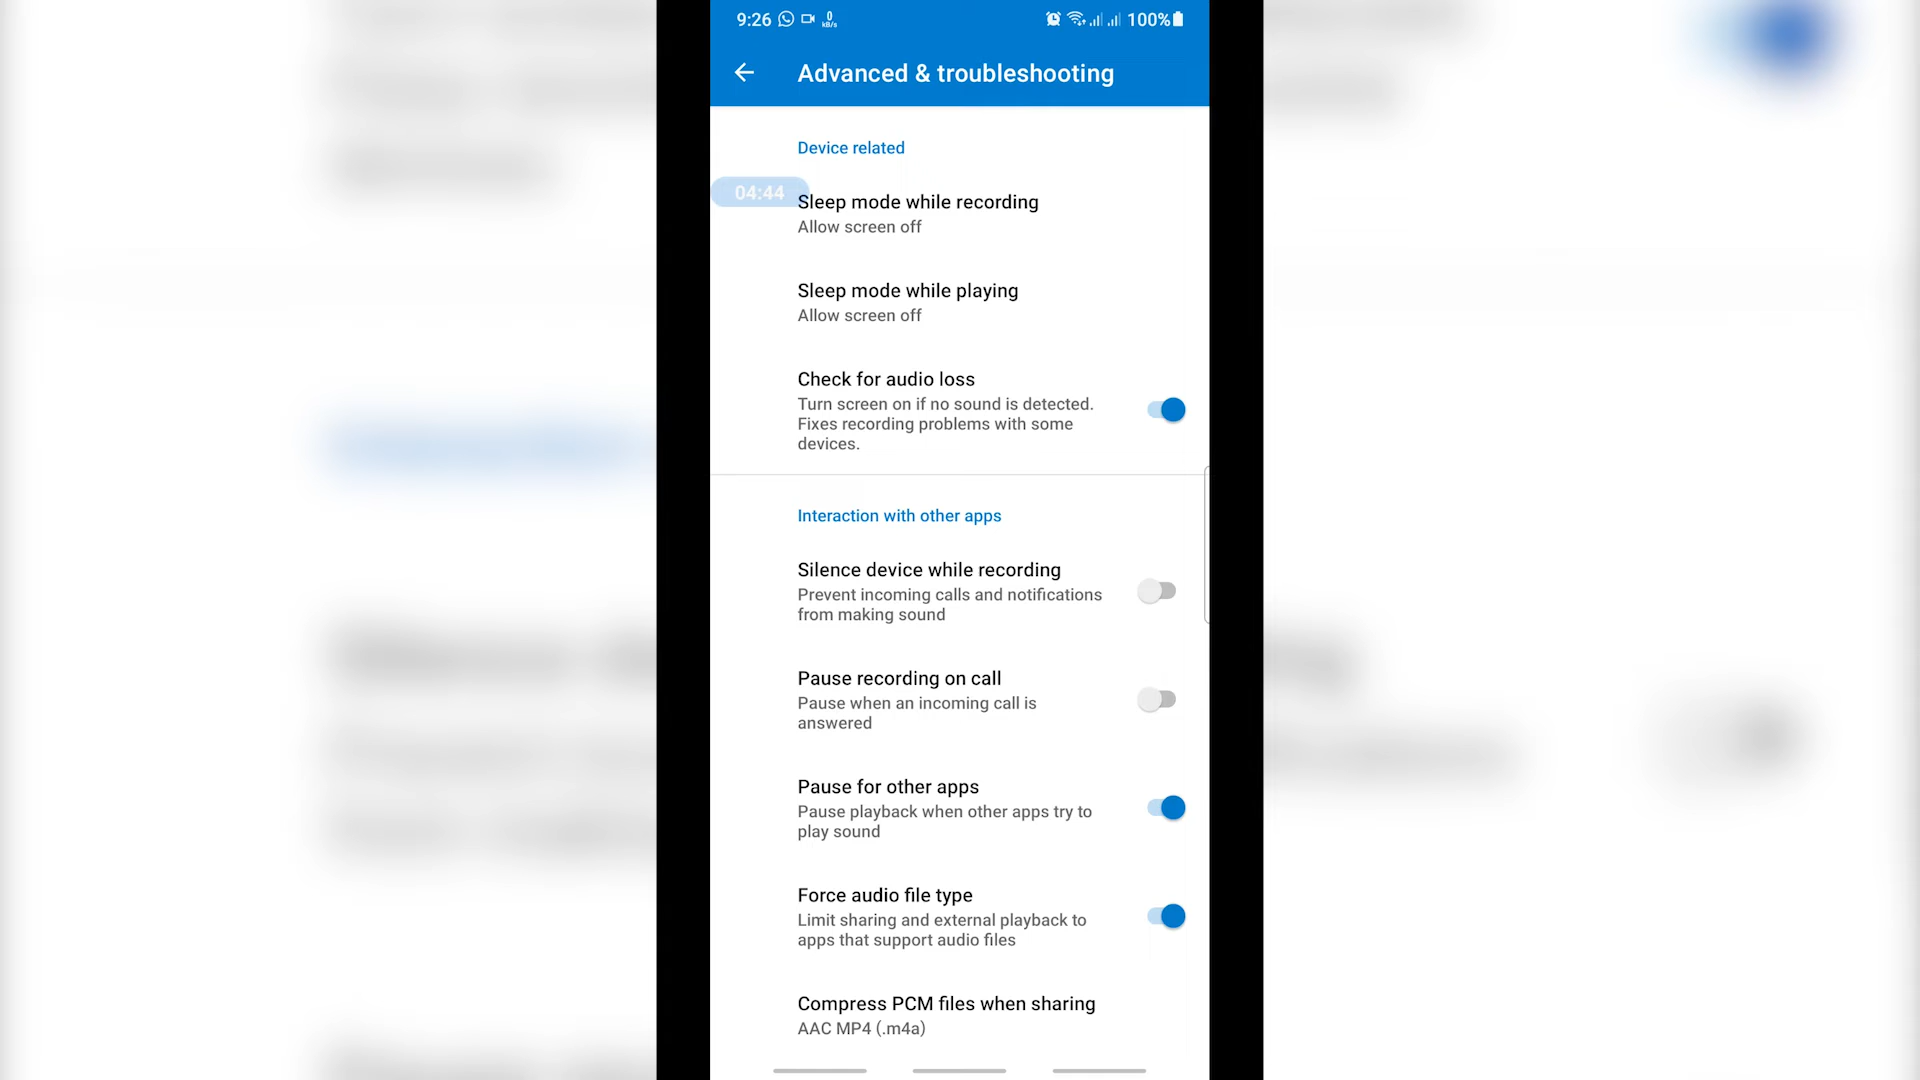 9:26 0 kB/s 100%
Advanced & troubleshooting
Device related
04:44
Sleep mode while recording
Allow screen off
Sleep mode while playing
Allow screen off
Check for audio loss
Turn screen on if no sound is detected.
Fixes recording problems with some
devices.
Interaction with other apps
Silence device while recording
Prevent incoming calls and notifications
from making sound
Pause recording on call
Pause when an incoming call is
answered
Pause for other apps
Pause playback when other apps try to
play sound
Force audio file type
Limit sharing and external playback to
apps that support audio files
Compress PCM files when sharing
AAC MP4 (.m4a)